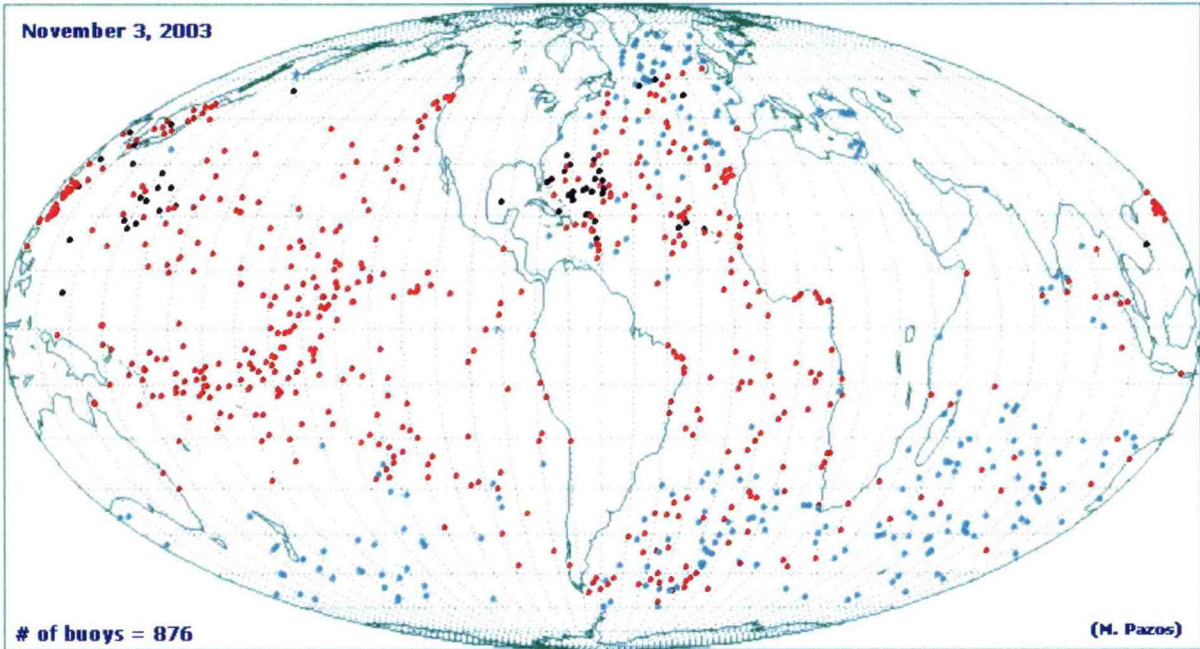 November 3, 2003
# of buoys = 876
(M. Pazos)